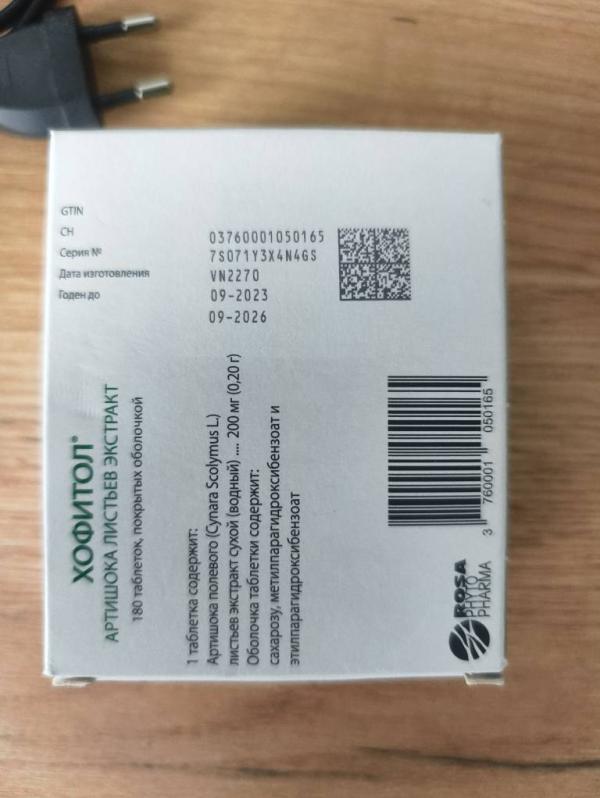 GTIN
СН
Серия №
Дата изготовления
Годен до
03760001050165
7S071Y3X4N4GS
VN2270
09-2023
09-2026
ХОФИТОЛ®
АРТИШОКА ЛИСТЬЕВ ЭКСТРАКТ
180 таблеток, покрытых оболочкой
1 таблетка содержит:
Артишока полевого (Cynara Scolymus L.)
листьев экстракт сухой (водный) .... 200 мг (0,20 г)
Оболочка таблетки содержит:
сахарозу, метилпарагидроксибензоат и
этилпарагидроксибензоат
3 760001 050165
ROSA
PHYTO
PHARMA